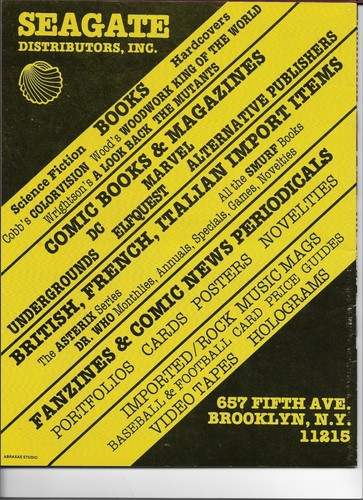 SEAGATE
DISTRIBUTORS, INC.
Science Fiction BOOKS Hardcovers
Cobb's COLORVISION Wood's WOODWORK KING OF THE WORLD
Wrightson's A LOOK BACK THE MUTANTS
COMIC BOOKS & MAGAZINES
MARVEL
DC ELFQUEST
UNDERGROUNDS ALTERNATIVE PUBLISHERS
BRITISH, FRENCH, ITALIAN IMPORT ITEMS
The ASTERIX Series All the SMURF Books
DR. WHO Monthlies, Annuals, Specials, Games, Novelties
FANZINES & COMIC NEWS PERIODICALS
PORTFOLIOS CARDS POSTERS NOVELTIES
IMPORTED/ROCK MUSIC MAGS
BASEBALL & FOOTBALL CARD PRICE GUIDES
VIDEO TAPES HOLOGRAMS
657 FIFTH AVE.
BROOKLYN, N.Y.
11215
ABRAXAS STUDIO